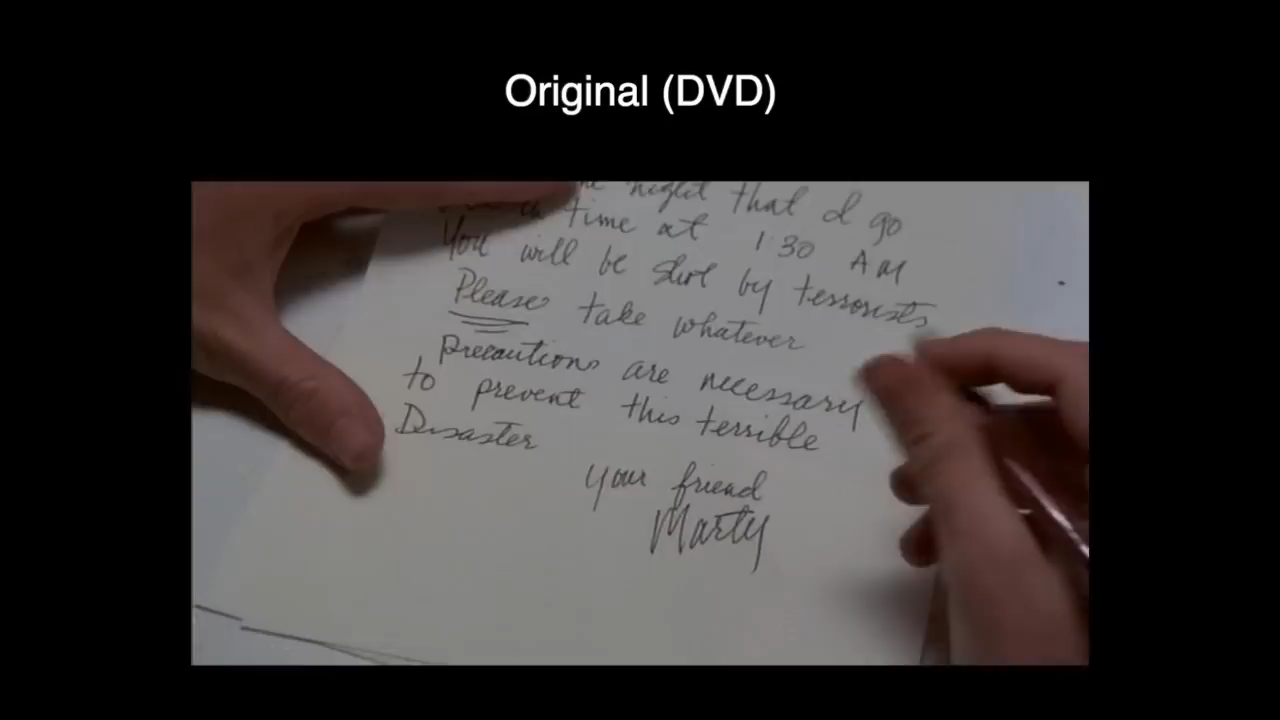 Original (DVD)
night that I go
time at 1:30 AM
You will be shot by terrorists
Please take whatever
precautions are necessary
to prevent this terrible
Disaster
your friend
Marty